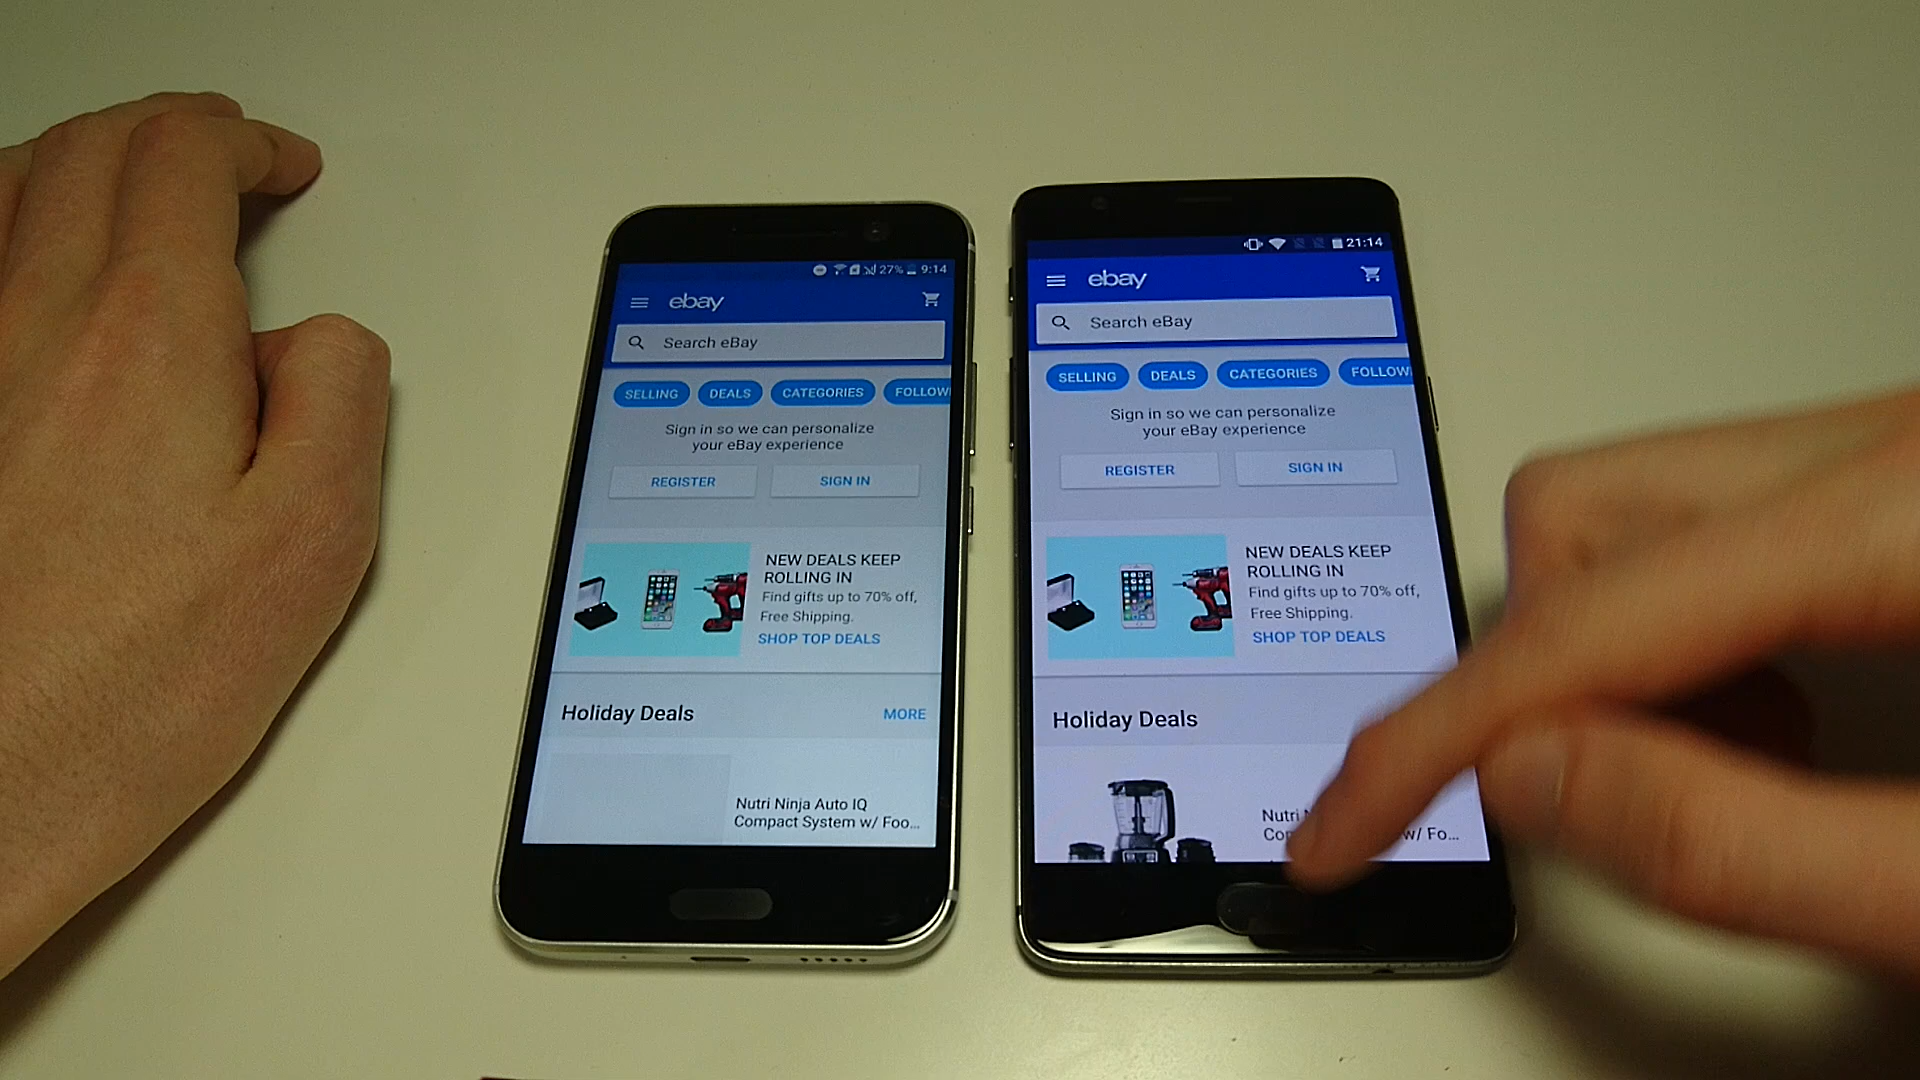 27% 9:14
ebay
Search eBay
SELLING DEALS CATEGORIES FOLLOWI
Sign in so we can personalize
your eBay experience
REGISTER SIGN IN
NEW DEALS KEEP
ROLLING IN
Find gifts up to 70% off,
Free Shipping.
SHOP TOP DEALS
Holiday Deals MORE
Nutri Ninja Auto IQ
Compact System w/ Foo...
21:14
ebay
Search eBay
SELLING DEALS CATEGORIES FOLLOW
Sign in so we can personalize
your eBay experience
REGISTER SIGN IN
NEW DEALS KEEP
ROLLING IN
Find gifts up to 70% off,
Free Shipping.
SHOP TOP DEALS
Holiday Deals
Nutri
w/ Fo...